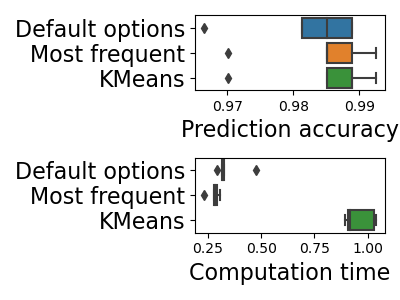 Default options
Most frequent
KMeans
0.97 0.98 0.99
Prediction accuracy
Default options
Most frequent
KMeans
0.25 0.50 0.75 1.00
Computation time